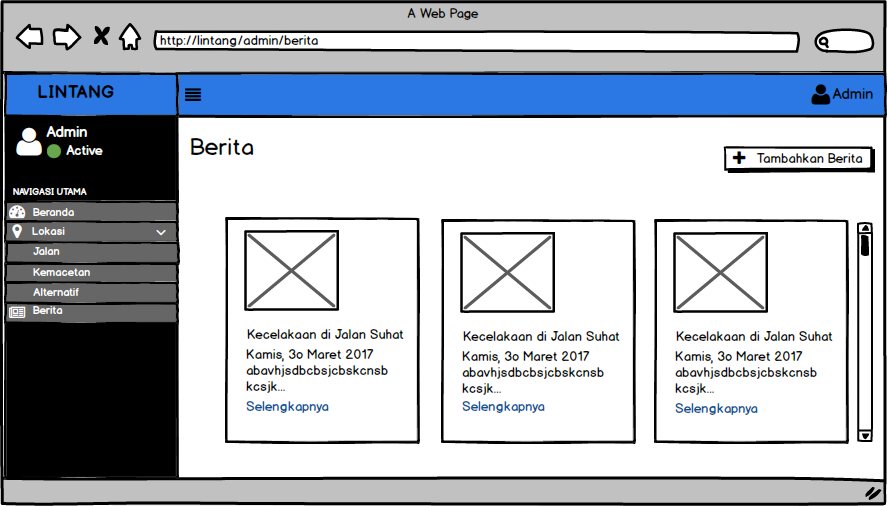 A Web Page
http://lintang/admin/berita
LINTANG
Admin
Admin
Active
NAVIGASI UTAMA
Beranda
Lokasi
Jalan
Kemacetan
Alternatif
Berita
Berita
Tambahkan Berita
Kecelakaan di Jalan Suhat
Kamis, 3o Maret 2017
abavhjsdbcbsjcbskcnsb
kcsjk...
Selengkapnya
Kecelakaan di Jalan Suhat
Kamis, 3o Maret 2017
abavhjsdbcbsjcbskcnsb
kcsjk...
Selengkapnya
Kecelakaan di Jalan Suhat
Kamis, 3o Maret 2017
abavhjsdbcbsjcbskcnsb
kcsjk...
Selengkapnya